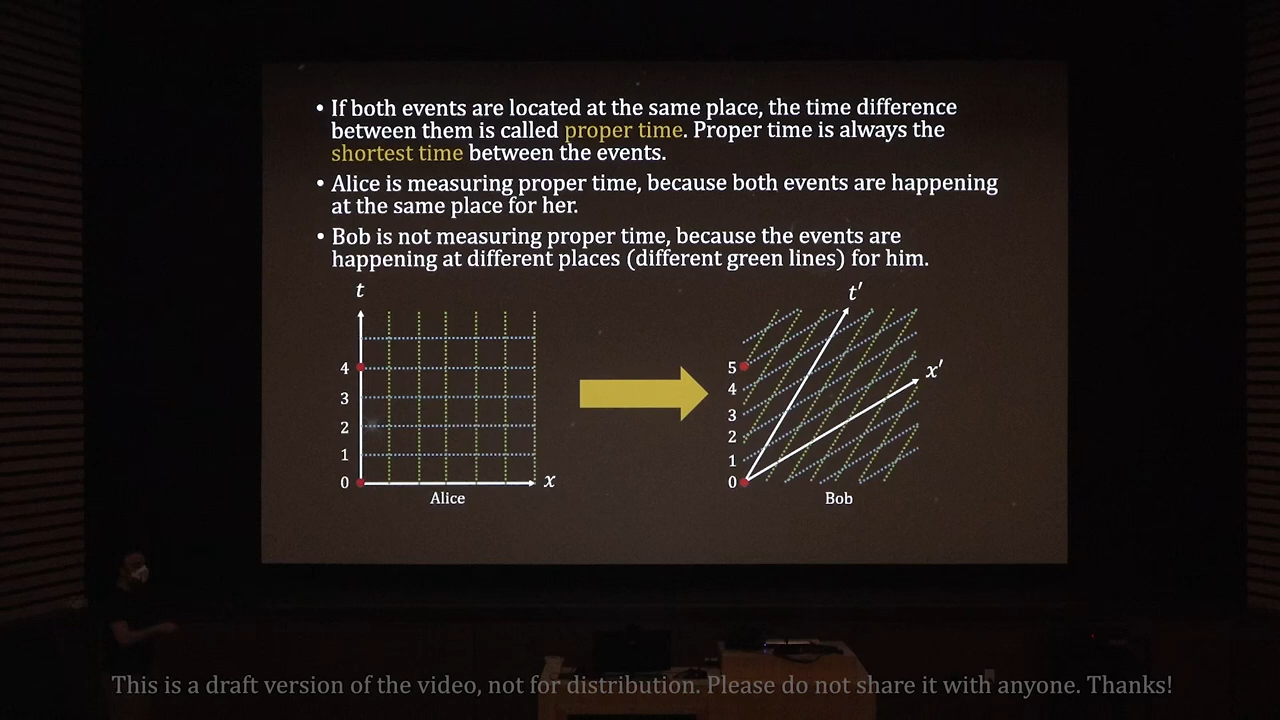 • If both events are located at the same place, the time difference
between them is called proper time. Proper time is always the
shortest time between the events.
• Alice is measuring proper time, because both events are happening
at the same place for her.
• Bob is not measuring proper time, because the events are
happening at different places (different green lines) for him.
t
4
3
2
1
0
x
Alice
t′
x′
5
4
3
2
1
0
Bob
This is a draft version of the video, not for distribution. Please do not share it with anyone. Thanks!